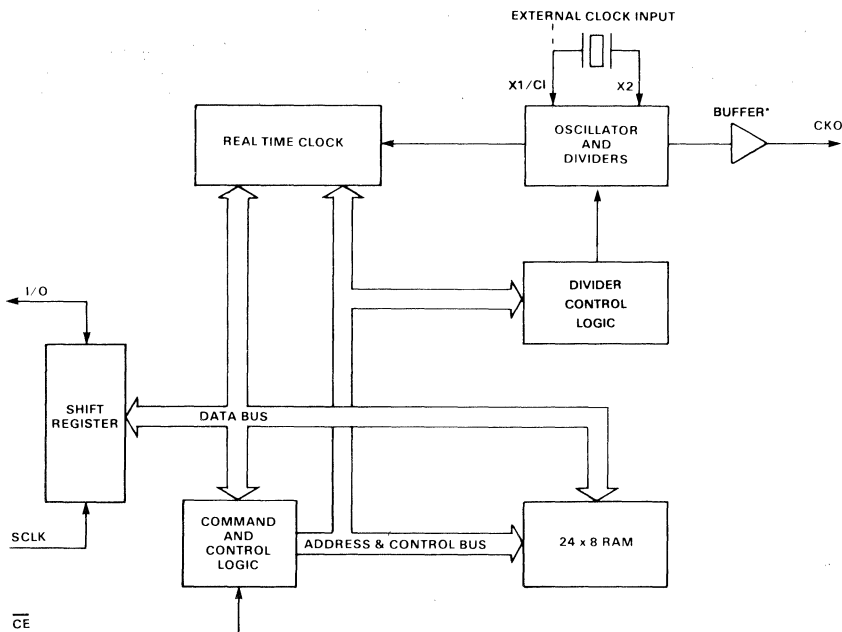 EXTERNAL CLOCK INPUT
X1/CI
X2
BUFFER*
CKO
REAL TIME CLOCK
OSCILLATOR
AND
DIVIDERS
I/O
DIVIDER
CONTROL
LOGIC
SHIFT
REGISTER
DATA BUS
SCLK
COMMAND
AND
CONTROL
LOGIC
ADDRESS & CONTROL BUS
24 x 8 RAM
C̅E̅